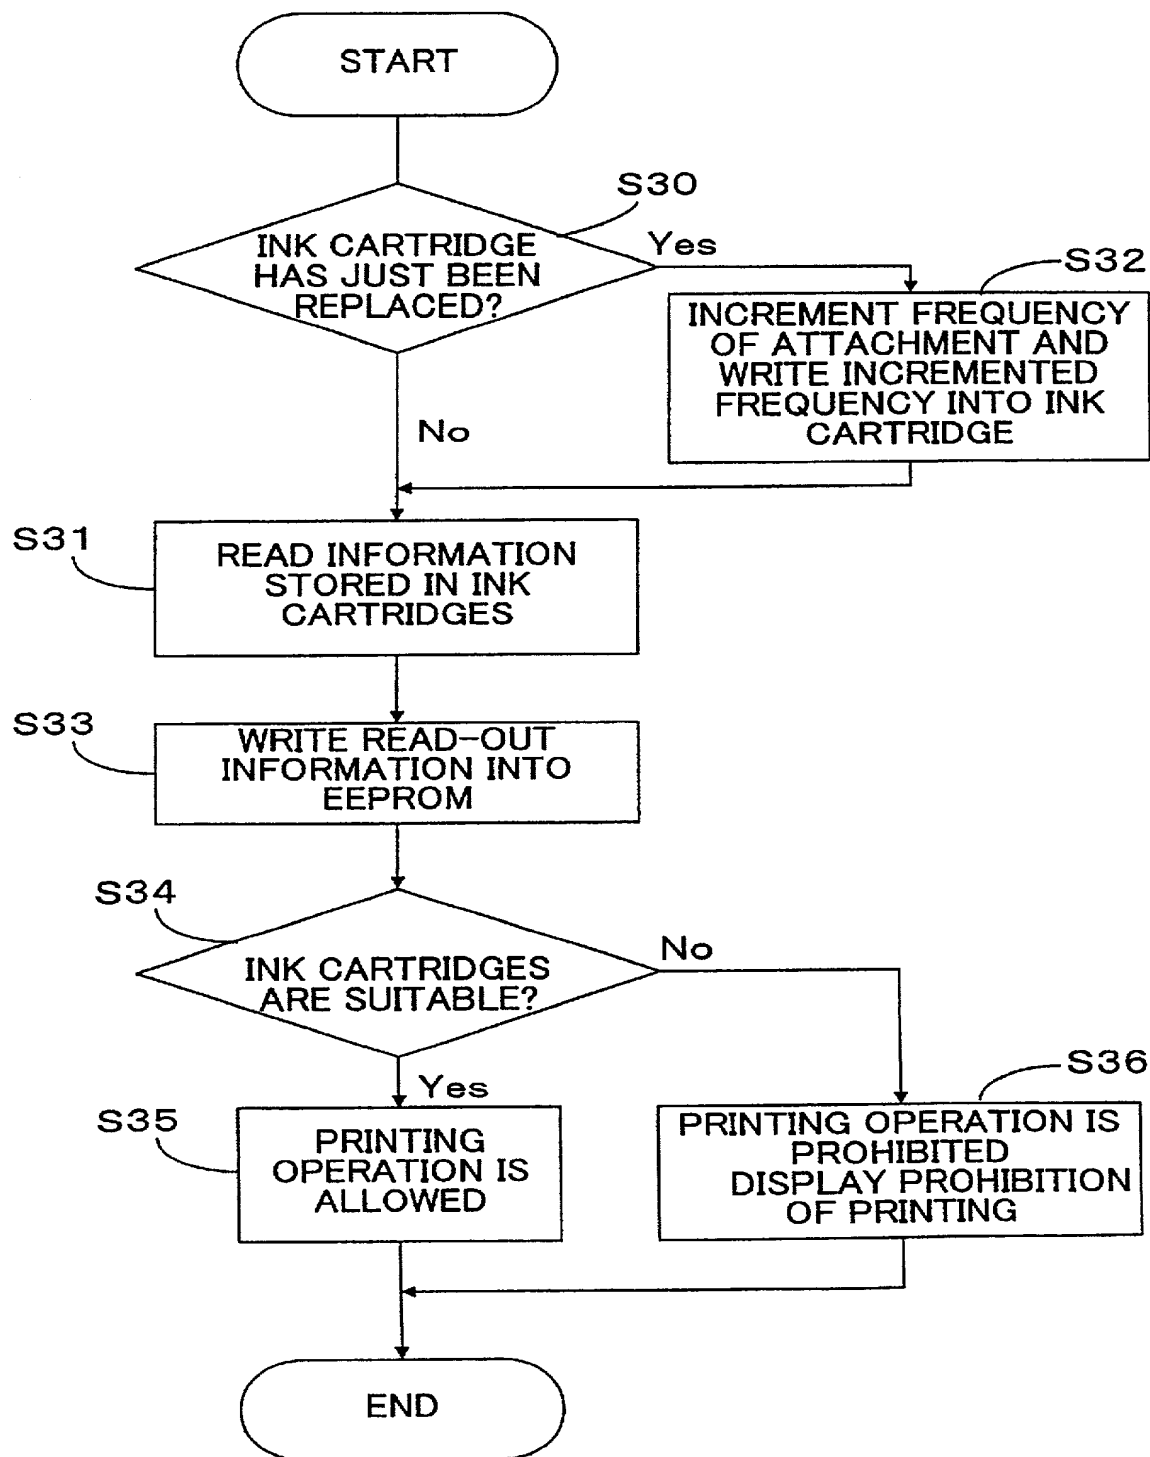 START
S30
INK CARTRIDGE
HAS JUST BEEN
REPLACED?
Yes
S32
INCREMENT FREQUENCY
OF ATTACHMENT AND
WRITE INCREMENTED
FREQUENCY INTO INK
CARTRIDGE
No
S31
READ INFORMATION
STORED IN INK
CARTRIDGES
S33
WRITE READ-OUT
INFORMATION INTO
EEPROM
S34
INK CARTRIDGES
ARE SUITABLE?
No
Yes
S35
PRINTING
OPERATION IS
ALLOWED
S36
PRINTING OPERATION IS
PROHIBITED
DISPLAY PROHIBITION
OF PRINTING
END